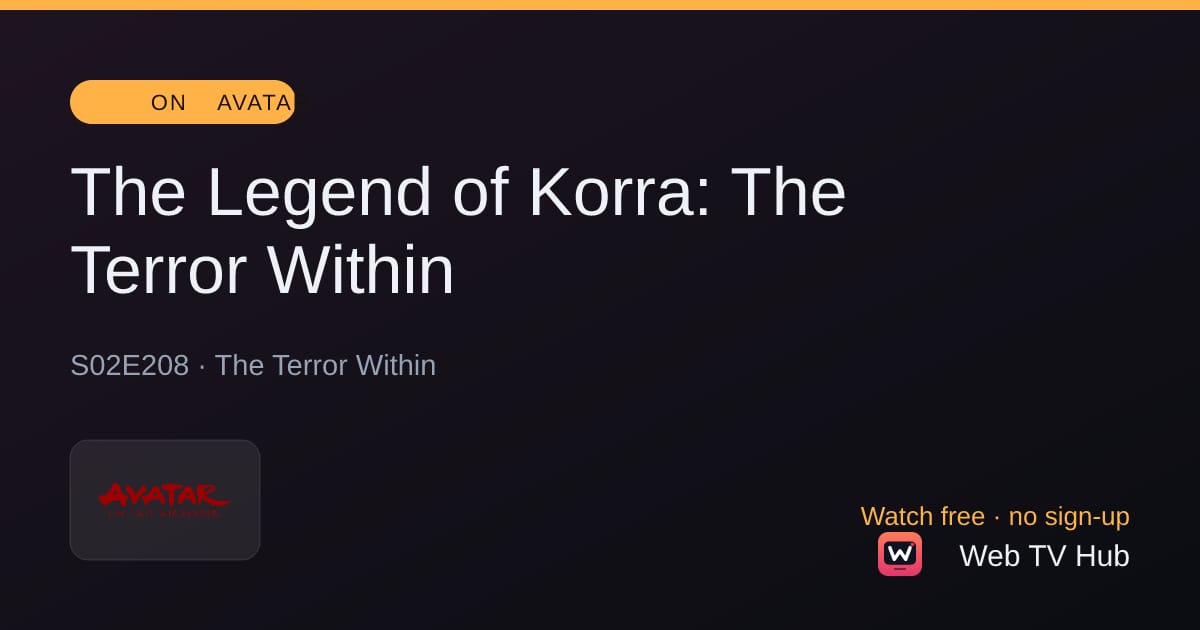 ON AVATA
The Legend of Korra: The
Terror Within
S02E208 · The Terror Within
AVATAR
Watch free · no sign-up
W
Web TV Hub